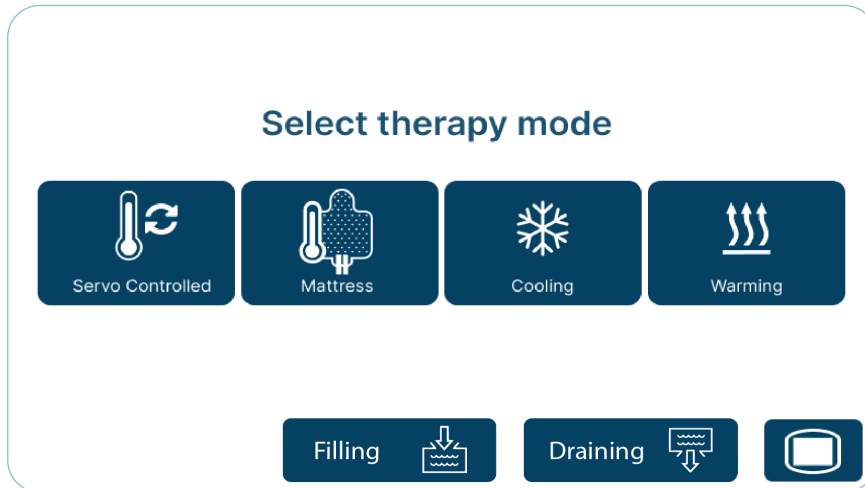 Select therapy mode
Servo Controlled
Mattress
Cooling
Warming
Filling
Draining